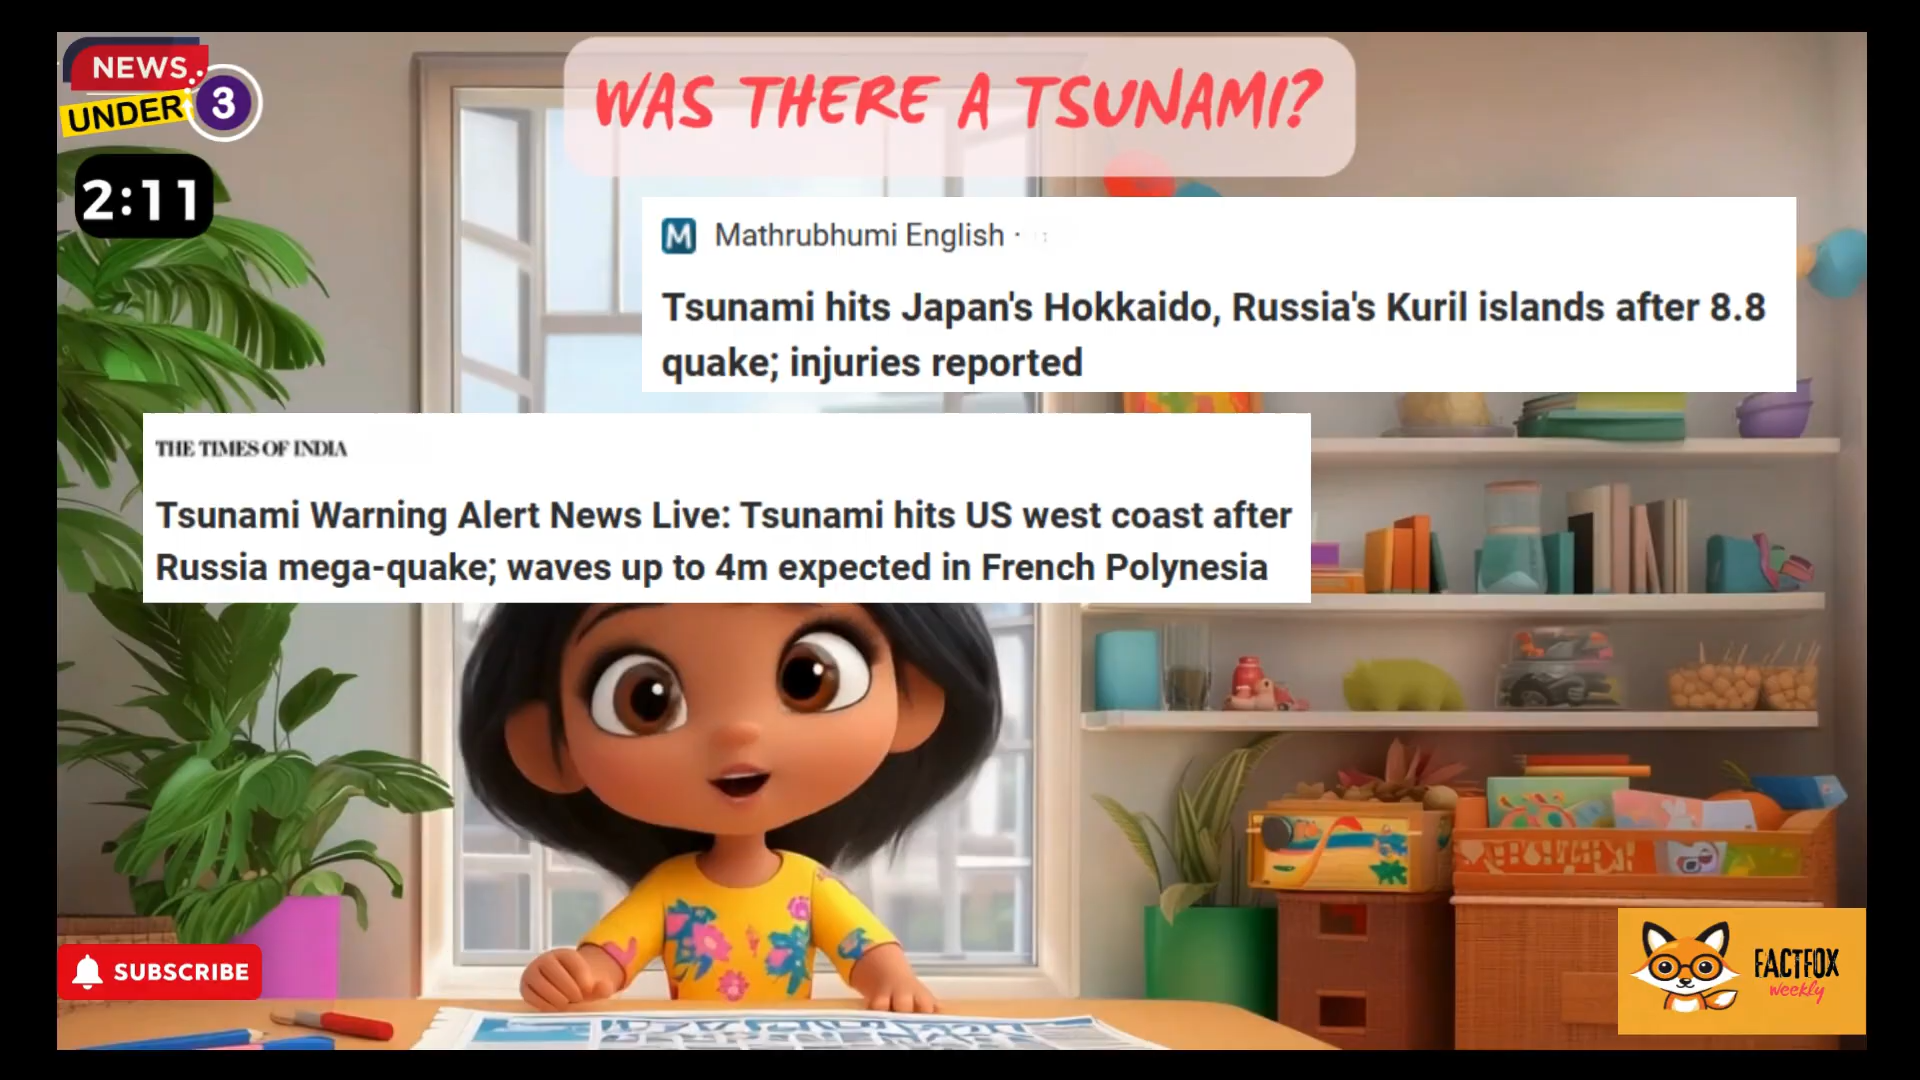 NEWS
UNDER 3
WAS THERE A TSUNAMI?
2:11
M Mathrubhumi English ·
Tsunami hits Japan's Hokkaido, Russia's Kuril islands after 8.8
quake; injuries reported
THE TIMES OF INDIA
Tsunami Warning Alert News Live: Tsunami hits US west coast after
Russia mega-quake; waves up to 4m expected in French Polynesia
SUBSCRIBE
FACTFOX
weekly